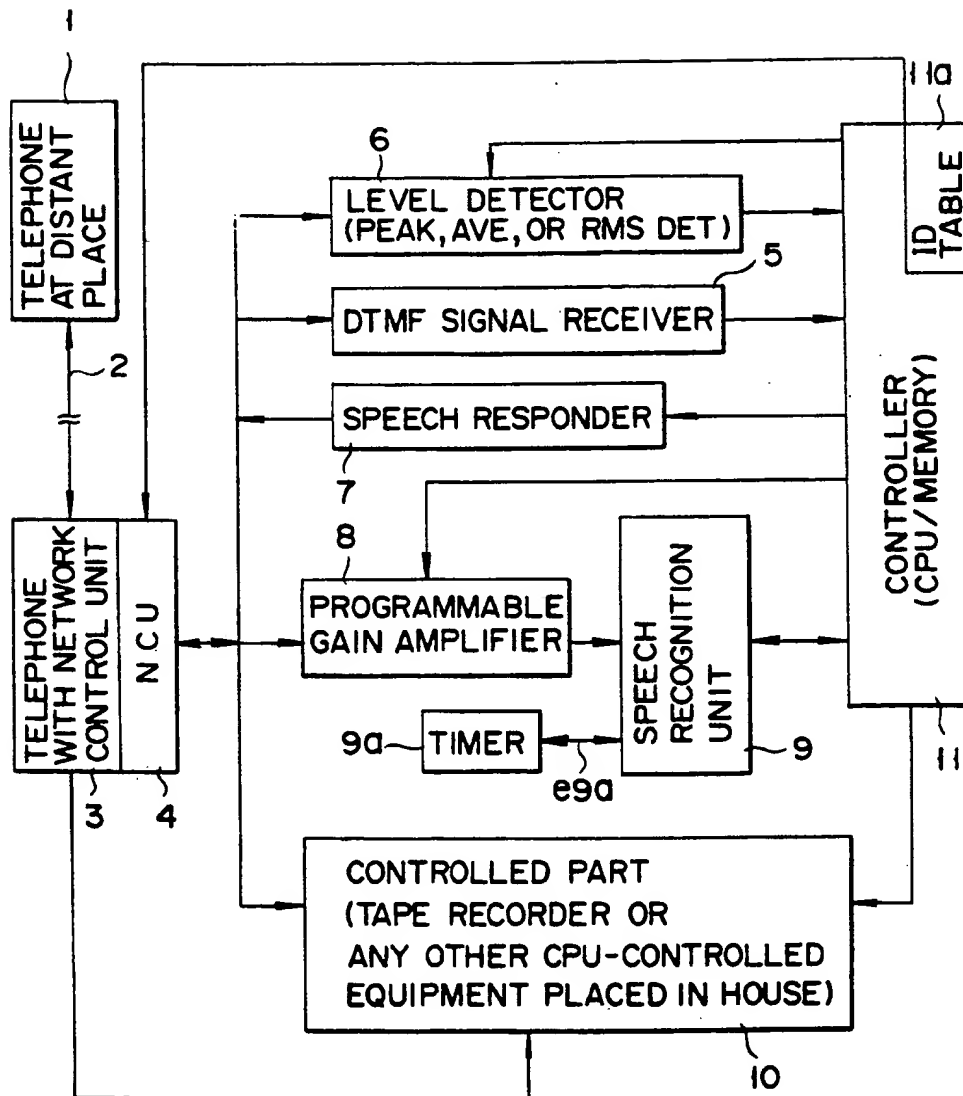 1
TELEPHONE
AT DISTANT
PLACE
2
11a
ID
TABLE
6
LEVEL DETECTOR
(PEAK, AVE, OR RMS DET)
5
DTMF SIGNAL RECEIVER
SPEECH RESPONDER
7
CONTROLLER
(CPU/MEMORY)
8
PROGRAMMABLE
GAIN AMPLIFIER
SPEECH
RECOGNITION
UNIT
TELEPHONE
WITH NETWORK
CONTROL UNIT
NCU
9a
TIMER
e9a
9
11
3
4
CONTROLLED PART
(TAPE RECORDER OR
ANY OTHER CPU-CONTROLLED
EQUIPMENT PLACED IN HOUSE)
10